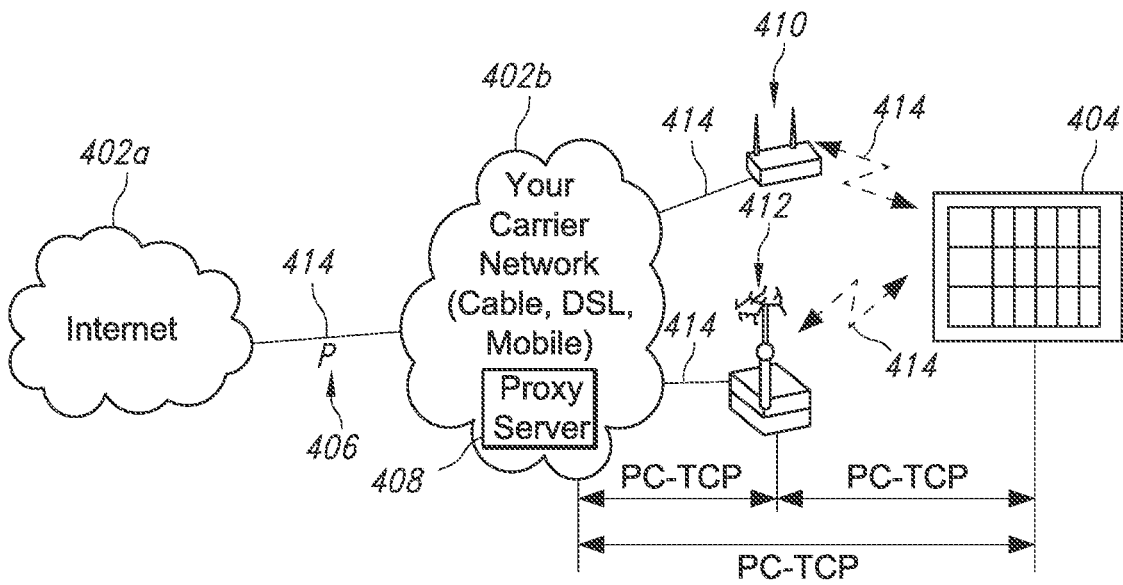 410
402b
414
414
404
402a
Your
Carrier
Network
(Cable, DSL,
Mobile)
412
414
Internet
P
414
414
406
Proxy
Server
408
PC-TCP
PC-TCP
PC-TCP